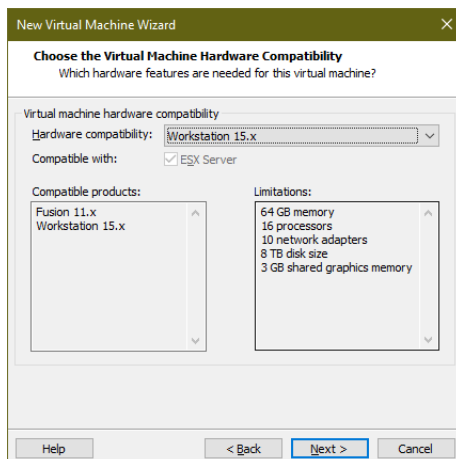 New Virtual Machine Wizard
Choose the Virtual Machine Hardware Compatibility
Which hardware features are needed for this virtual machine?
Virtual machine hardware compatibility
Hardware compatibility: Workstation 15.x
Compatible with: ESX Server
Compatible products:
Fusion 11.x
Workstation 15.x
Limitations:
64 GB memory
16 processors
10 network adapters
8 TB disk size
3 GB shared graphics memory
Help < Back Next > Cancel